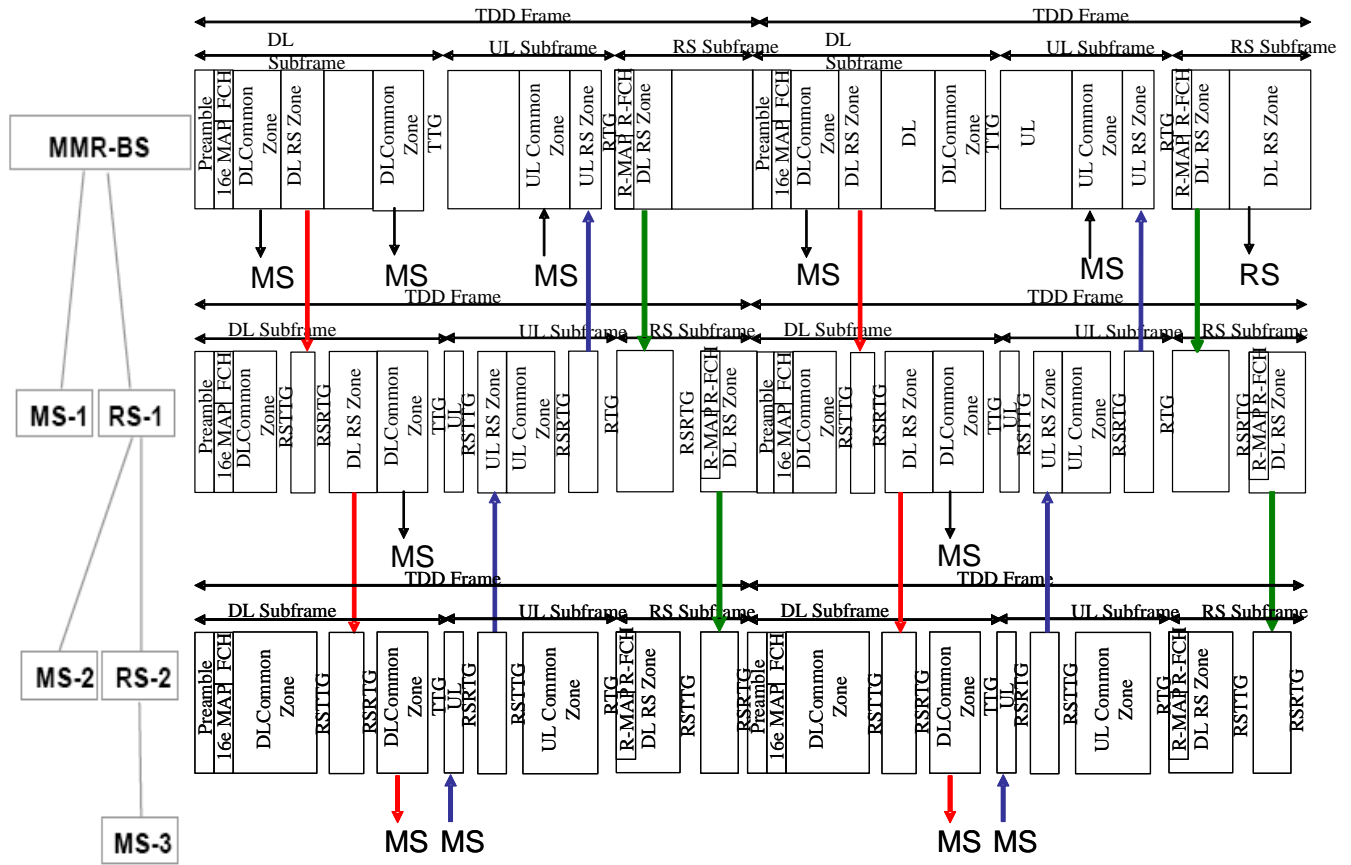 TDD Frame
TDD Frame
DL
Subframe
UL Subframe
RS Subframe
DL
Subframe
UL Subframe
RS Subframe
Preamble
16e MAP FCH
DLCommon
Zone
DL RS Zone
DLCommon
Zone
TTG
UL Common
Zone
UL RS Zone
RTG
R-MAP R-FCH
DL RS Zone
Preamble
16e MAP FCH
DLCommon
Zone
DL RS Zone
DL
DLCommon
Zone
TTG
UL
UL Common
Zone
UL RS Zone
RTG
R-MAP R-FCH
DL RS Zone
DL RS Zone
MMR-BS
MS
MS
MS
MS
MS
RS
TDD Frame
TDD Frame
DL Subframe
UL Subframe
RS Subframe
DL Subframe
UL Subframe
RS Subframe
Preamble
16e MAP FCH
DLCommon
Zone
RSTTG
RSRTG
DL RS Zone
DLCommon
Zone
TTG
UL
RSTTG
UL RS Zone
UL Common
Zone
RSRTG
RTG
RSRTG
R-MAPR-FCH
DL RS Zone
Preamble
16e MAP FCH
DLCommon
Zone
RSTTG
RSRTG
DL RS Zone
DLCommon
Zone
TTG
UL
RSTTG
UL RS Zone
UL Common
Zone
RSRTG
RTG
RSRTG
R-MAPR-FCH
DL RS Zone
MS-1
RS-1
MS
MS
TDD Frame
TDD Frame
DL Subframe
UL Subframe
RS Subframe
DL Subframe
UL Subframe
RS Subframe
Preamble
16e MAP FCH
DLCommon
Zone
RSTTG
RSRTG
DLCommon
Zone
TTG
UL
RSRTG
RSTTG
UL Common
Zone
RTG
R-MAPR-FCH
DL RS Zone
RSTTG
RSRTG
Preamble
16e MAP FCH
DLCommon
Zone
RSTTG
RSRTG
DLCommon
Zone
TTG
UL
RSRTG
RSTTG
UL Common
Zone
RTG
R-MAPR-FCH
DL RS Zone
RSTTG
RSRTG
MS-2
RS-2
MS-3
MS
MS
MS
MS